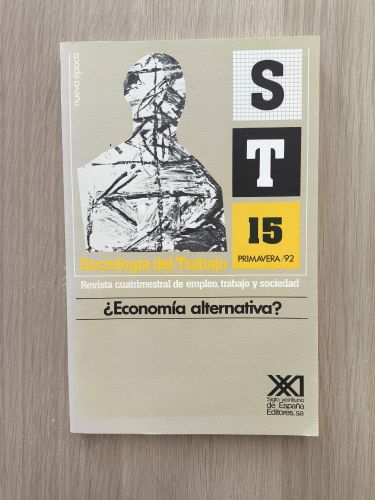 nueva época
S
T
15
PRIMAVERA/92
Sociología del Trabajo
Revista cuatrimestral de empleo, trabajo y sociedad
¿Economía alternativa?
XXI
Siglo veintiuno
de España
Editores, sa